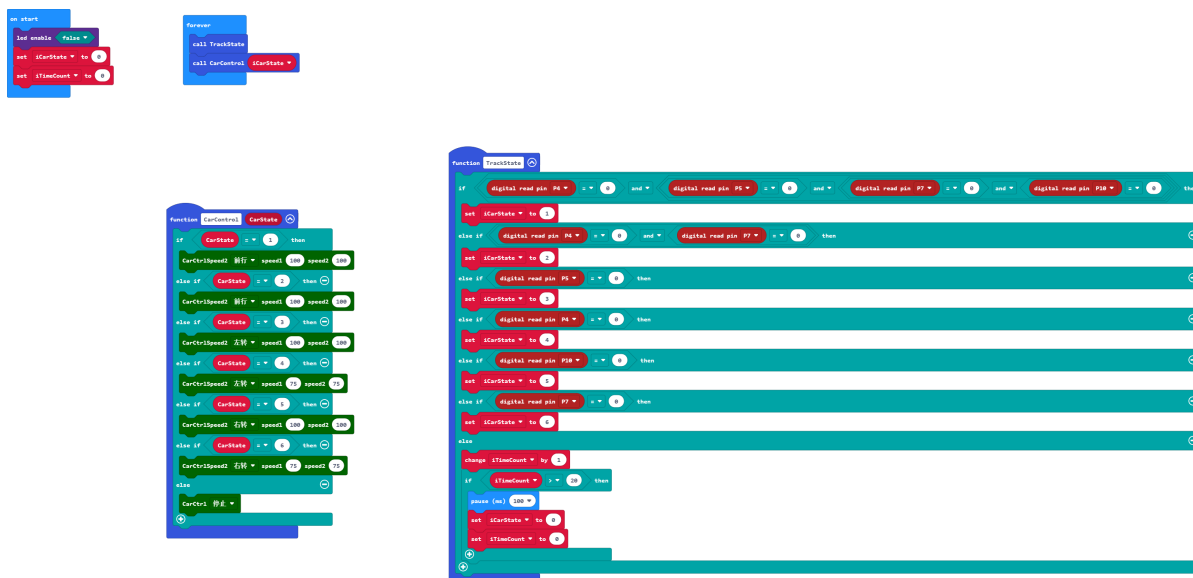 on start
led enable false
set iCarState to 0
set iTimeCount to 0
forever
call TrackState
call CarControl iCarState
function CarControl CarState
if CarState = 1 then
CarCtrlSpeed2 前行 speed1 100 speed2 100
else if CarState = 2 then
CarCtrlSpeed2 前行 speed1 100 speed2 100
else if CarState = 3 then
CarCtrlSpeed2 左转 speed1 100 speed2 100
else if CarState = 4 then
CarCtrlSpeed2 左转 speed1 75 speed2 75
else if CarState = 5 then
CarCtrlSpeed2 右转 speed1 100 speed2 100
else if CarState = 6 then
CarCtrlSpeed2 右转 speed1 75 speed2 75
else
CarCtrl 停止
function TrackState
if digital read pin P4 = 0 and digital read pin P5 = 0 and digital read pin P7 = 0 and digital read pin P10 = 0 the
set iCarState to 1
else if digital read pin P4 = 0 and digital read pin P7 = 0 then
set iCarState to 2
else if digital read pin P5 = 0 then
set iCarState to 3
else if digital read pin P4 = 0 then
set iCarState to 4
else if digital read pin P10 = 0 then
set iCarState to 5
else if digital read pin P7 = 0 then
set iCarState to 6
else
change iTimeCount by 1
if iTimeCount > 20 then
pause (ms) 100
set iCarState to 0
set iTimeCount to 0